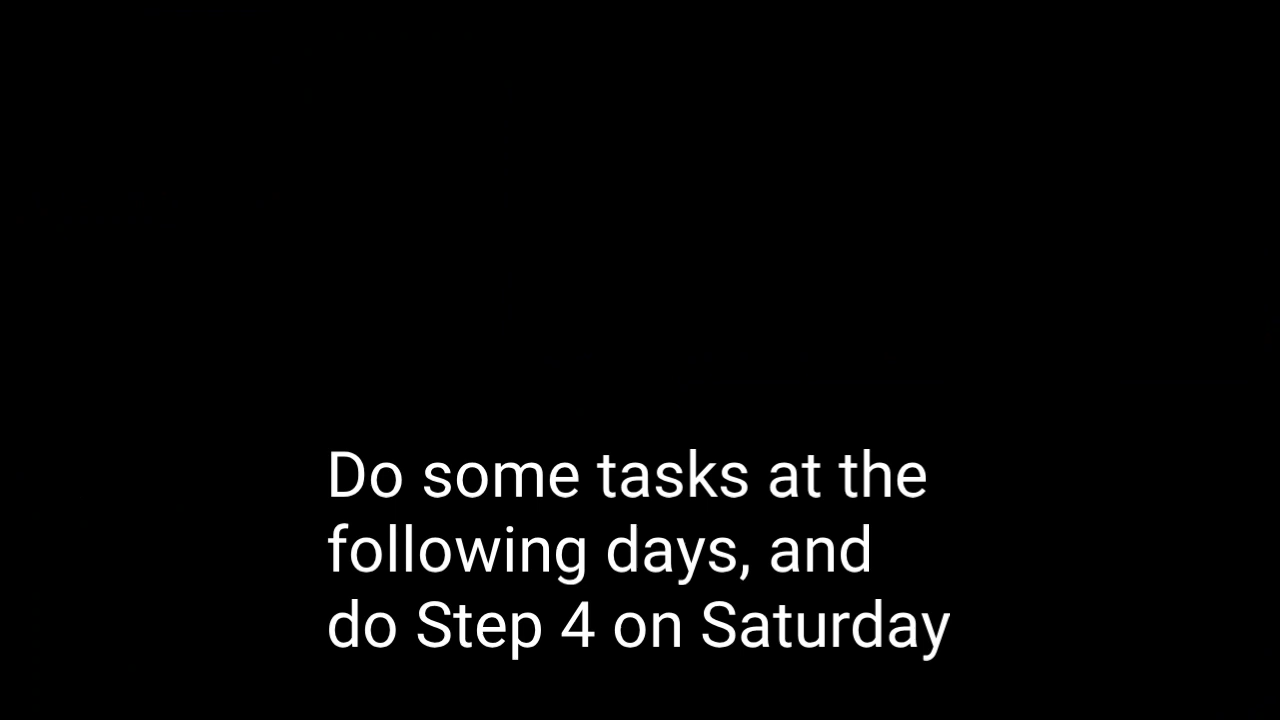 Do some tasks at the
following days, and
do Step 4 on Saturday